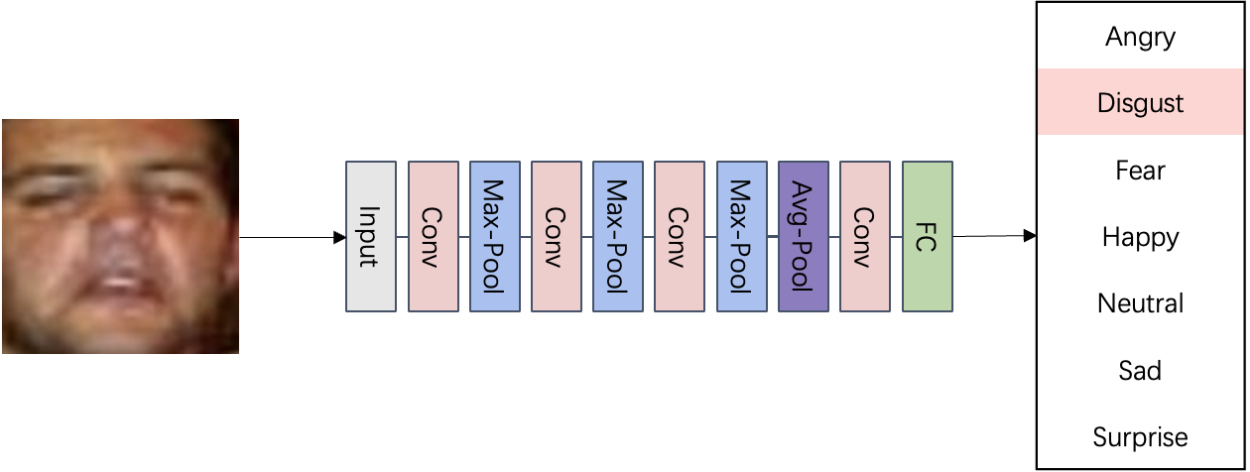 Input
Conv
Max-Pool
Conv
Max-Pool
Conv
Max-Pool
Avg-Pool
Conv
FC
Angry
Disgust
Fear
Happy
Neutral
Sad
Surprise